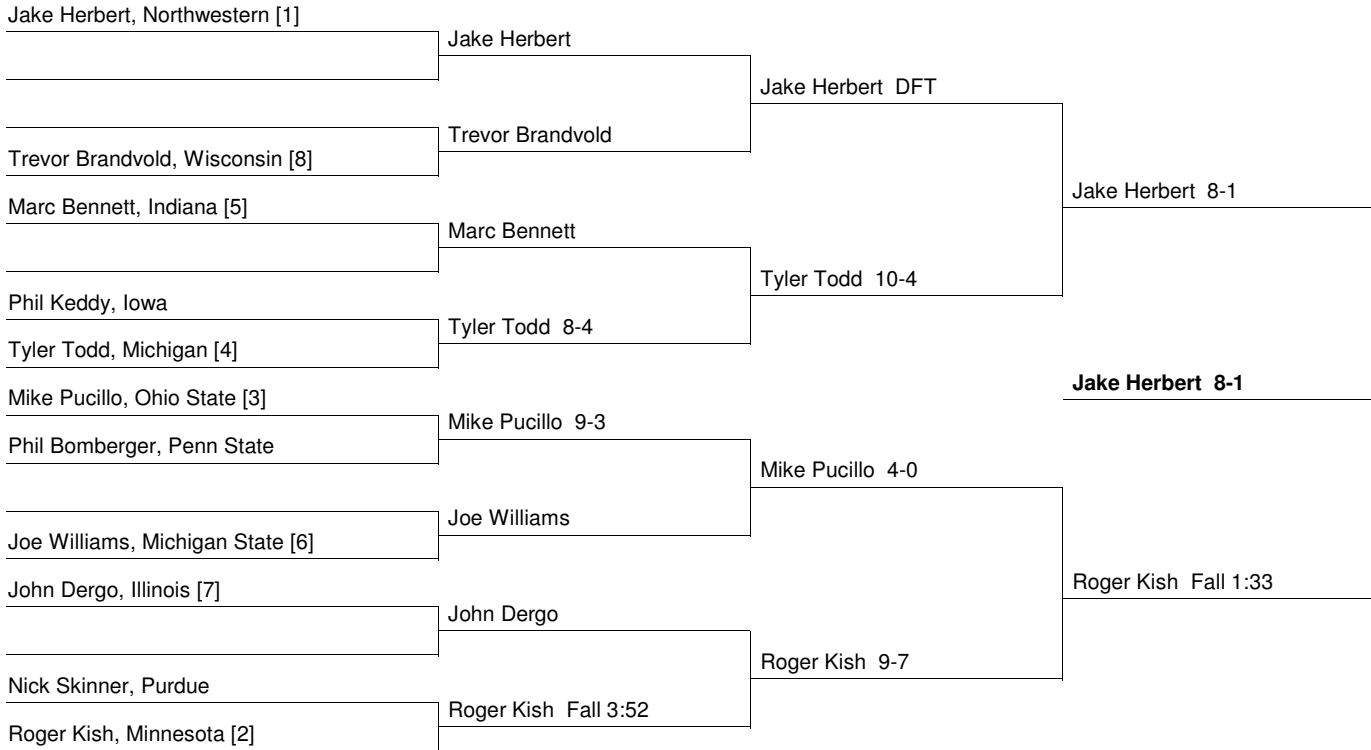 Jake Herbert, Northwestern [1]
Jake Herbert
Jake Herbert  DFT
Trevor Brandvold
Trevor Brandvold, Wisconsin [8]
Jake Herbert  8-1
Marc Bennett, Indiana [5]
Marc Bennett
Tyler Todd  10-4
Phil Keddy, Iowa
Tyler Todd  8-4
Tyler Todd, Michigan [4]
Jake Herbert  8-1
Mike Pucillo, Ohio State [3]
Mike Pucillo  9-3
Phil Bomberger, Penn State
Mike Pucillo  4-0
Joe Williams
Joe Williams, Michigan State [6]
Roger Kish  Fall 1:33
John Dergo, Illinois [7]
John Dergo
Roger Kish  9-7
Nick Skinner, Purdue
Roger Kish  Fall 3:52
Roger Kish, Minnesota [2]